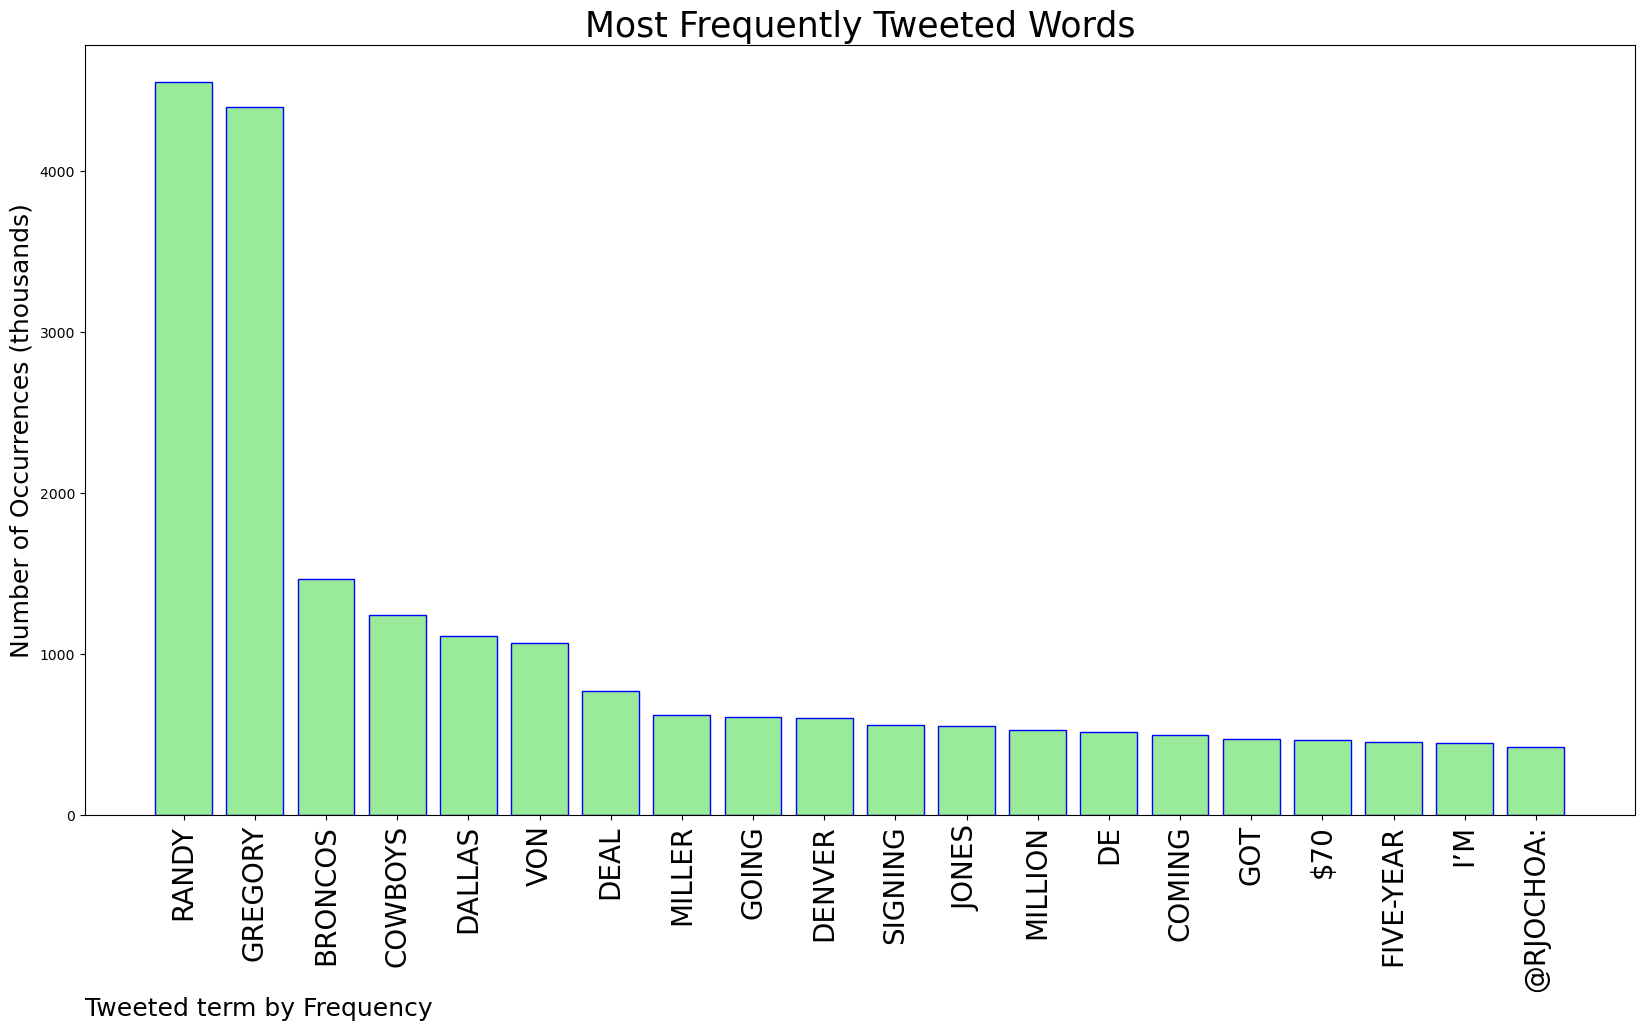 Most Frequently Tweeted Words
Number of Occurrences (thousands)
4000
3000
2000
1000
0
RANDY
GREGORY
BRONCOS
COWBOYS
DALLAS
VON
DEAL
MILLER
GOING
DENVER
SIGNING
JONES
MILLION
DE
COMING
GOT
$70
FIVE-YEAR
I’M
@RJOCHOA:
Tweeted term by Frequency